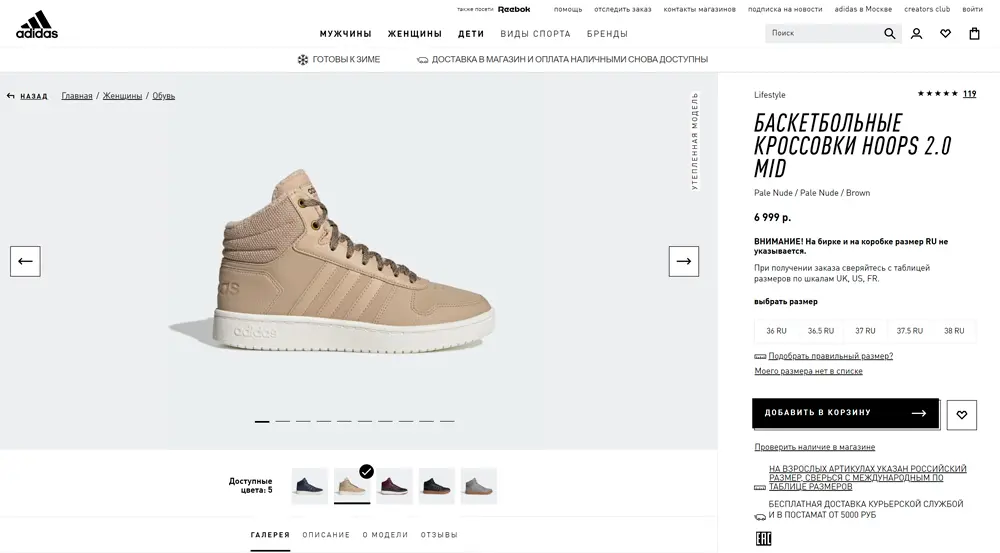 также посети Reebok помощь отследить заказ контакты магазинов подписка на новости adidas в Москве creators club войти
adidas
МУЖЧИНЫ ЖЕНЩИНЫ ДЕТИ ВИДЫ СПОРТА БРЕНДЫ
Поиск
ГОТОВЫ К ЗИМЕ ДОСТАВКА В МАГАЗИН И ОПЛАТА НАЛИЧНЫМИ СНОВА ДОСТУПНЫ
НАЗАД Главная / Женщины / Обувь
УТЕПЛЕННАЯ МОДЕЛЬ
adidas
Lifestyle
★★★★★ 119
БАСКЕТБОЛЬНЫЕ
КРОССОВКИ HOOPS 2.0
MID
Pale Nude / Pale Nude / Brown
6 999 р.
ВНИМАНИЕ! На бирке и на коробке размер RU не
указывается.
При получении заказа сверяйтесь с таблицей
размеров по шкалам UK, US, FR.
выбрать размер
36 RU 36.5 RU 37 RU 37.5 RU 38 RU
Подобрать правильный размер?
Моего размера нет в списке
ДОБАВИТЬ В КОРЗИНУ
Проверить наличие в магазине
НА ВЗРОСЛЫХ АРТИКУЛАХ УКАЗАН РОССИЙСКИЙ
РАЗМЕР. СВЕРЬСЯ С МЕЖДУНАРОДНЫМ ПО
ТАБЛИЦЕ РАЗМЕРОВ
БЕСПЛАТНАЯ ДОСТАВКА КУРЬЕРСКОЙ СЛУЖБОЙ
И В ПОСТАМАТ ОТ 5000 РУБ
EAC
Доступные
цвета: 5
ГАЛЕРЕЯ ОПИСАНИЕ О МОДЕЛИ ОТЗЫВЫ